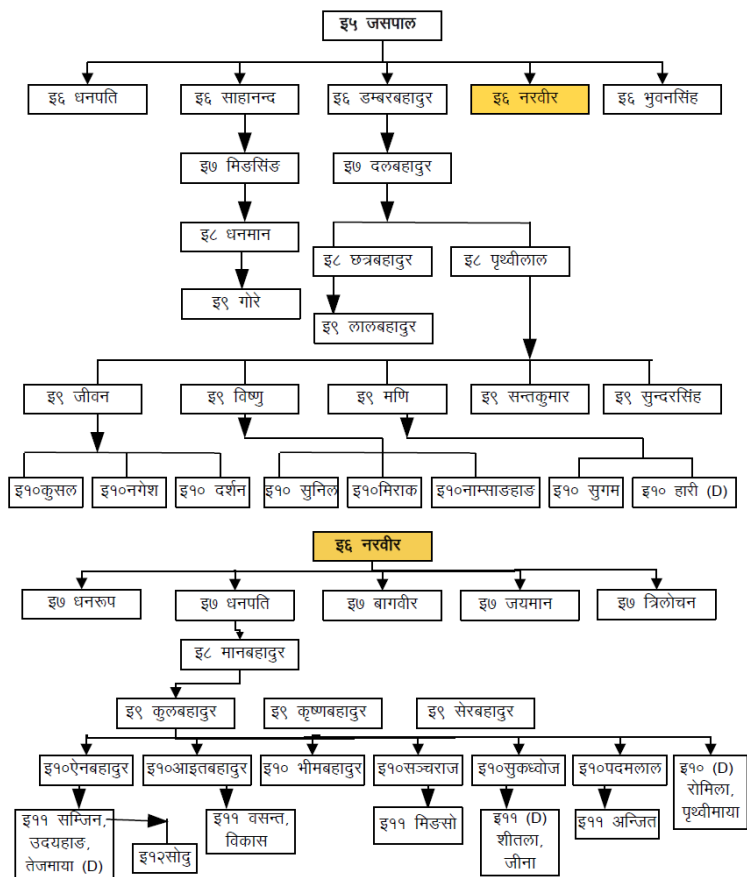 इ५ जसपाल
इ६ धनपति
इ६ साहानन्द
इ६ डम्बरबहादुर
इ६ नरवीर
इ६ भुवनसिंह
इ७ मिङसिंङ
इ७ दलबहादुर
इ८ धनमान
इ८ छत्रबहादुर
इ८ पृथ्वीलाल
इ९ गोरे
इ९ लालबहादुर
इ९ जीवन
इ९ विष्णु
इ९ मणि
इ९ सन्तकुमार
इ९ सुन्दरसिंह
इ१०कुसल
इ१०नगेश
इ१० दर्शन
इ१० सुनिल
इ१०मिराक
इ१०नाम्साङहाङ
इ१० सुगम
इ१० हारी (D)
इ६ नरवीर
इ७ धनरूप
इ७ धनपति
इ७ बागवीर
इ७ जयमान
इ७ त्रिलोचन
इ८ मानबहादुर
इ९ कुलबहादुर
इ९ कृष्णबहादुर
इ९ सेरबहादुर
इ१०ऐनबहादुर
इ१०आइतबहादुर
इ१० भीमबहादुर
इ१०सञ्चराज
इ१०सुकध्वोज
इ१०पदमलाल
इ१० (D)
रोमिला,
पृथ्वीमाया
इ११ सम्जिन,
उदयहाङ,
तेजमाया (D)
इ१२सोदु
इ११ वसन्त,
विकास
इ११ मिङसो
इ११ (D)
शीतला,
जीना
इ११ अन्जित